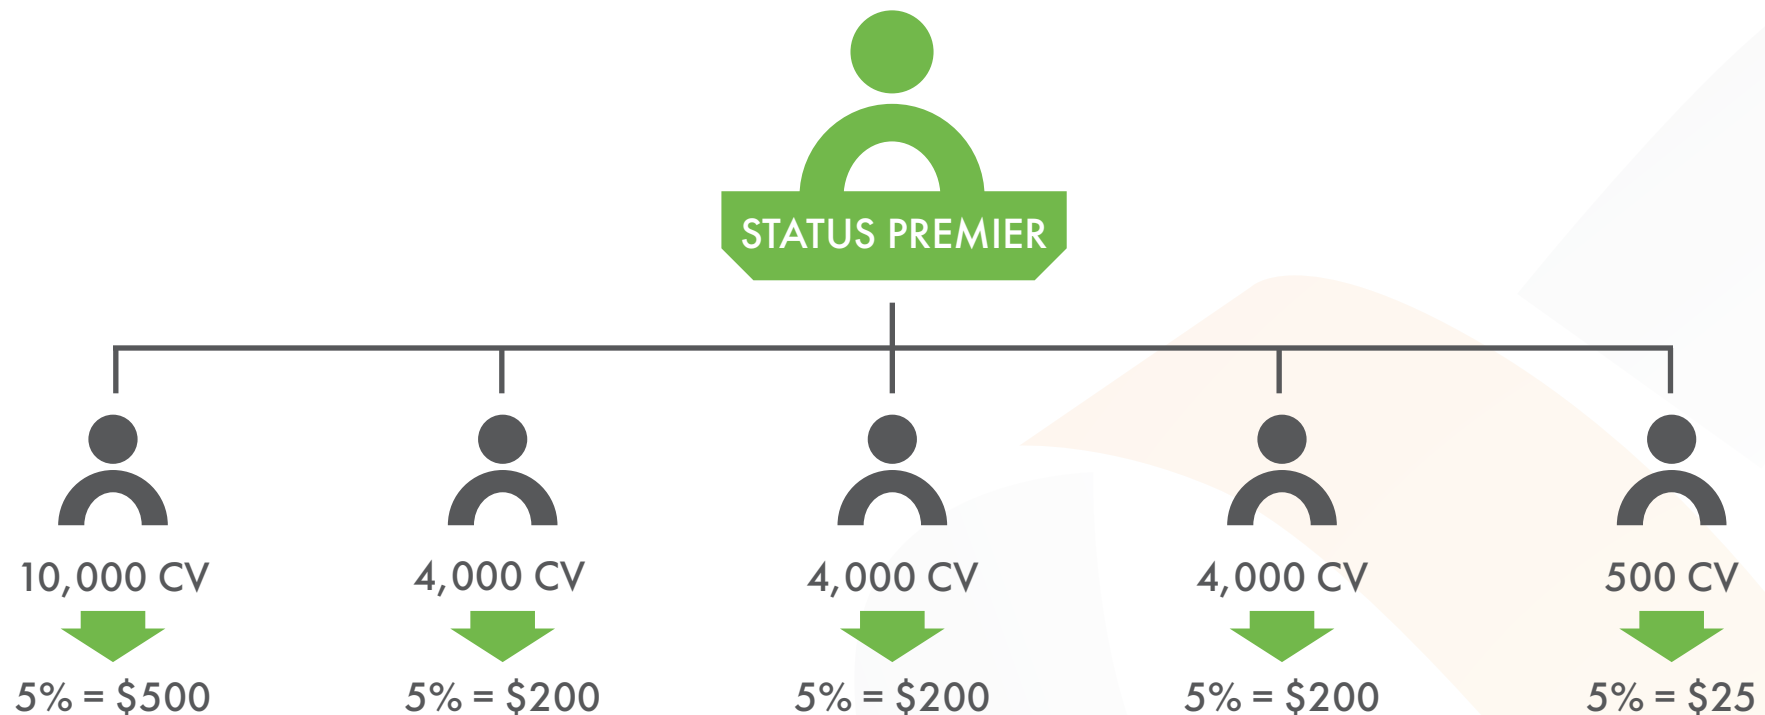 STATUS PREMIER
10,000 CV 4,000 CV 4,000 CV 4,000 CV 500 CV
5% = $500 5% = $200 5% = $200 5% = $200 5% = $25